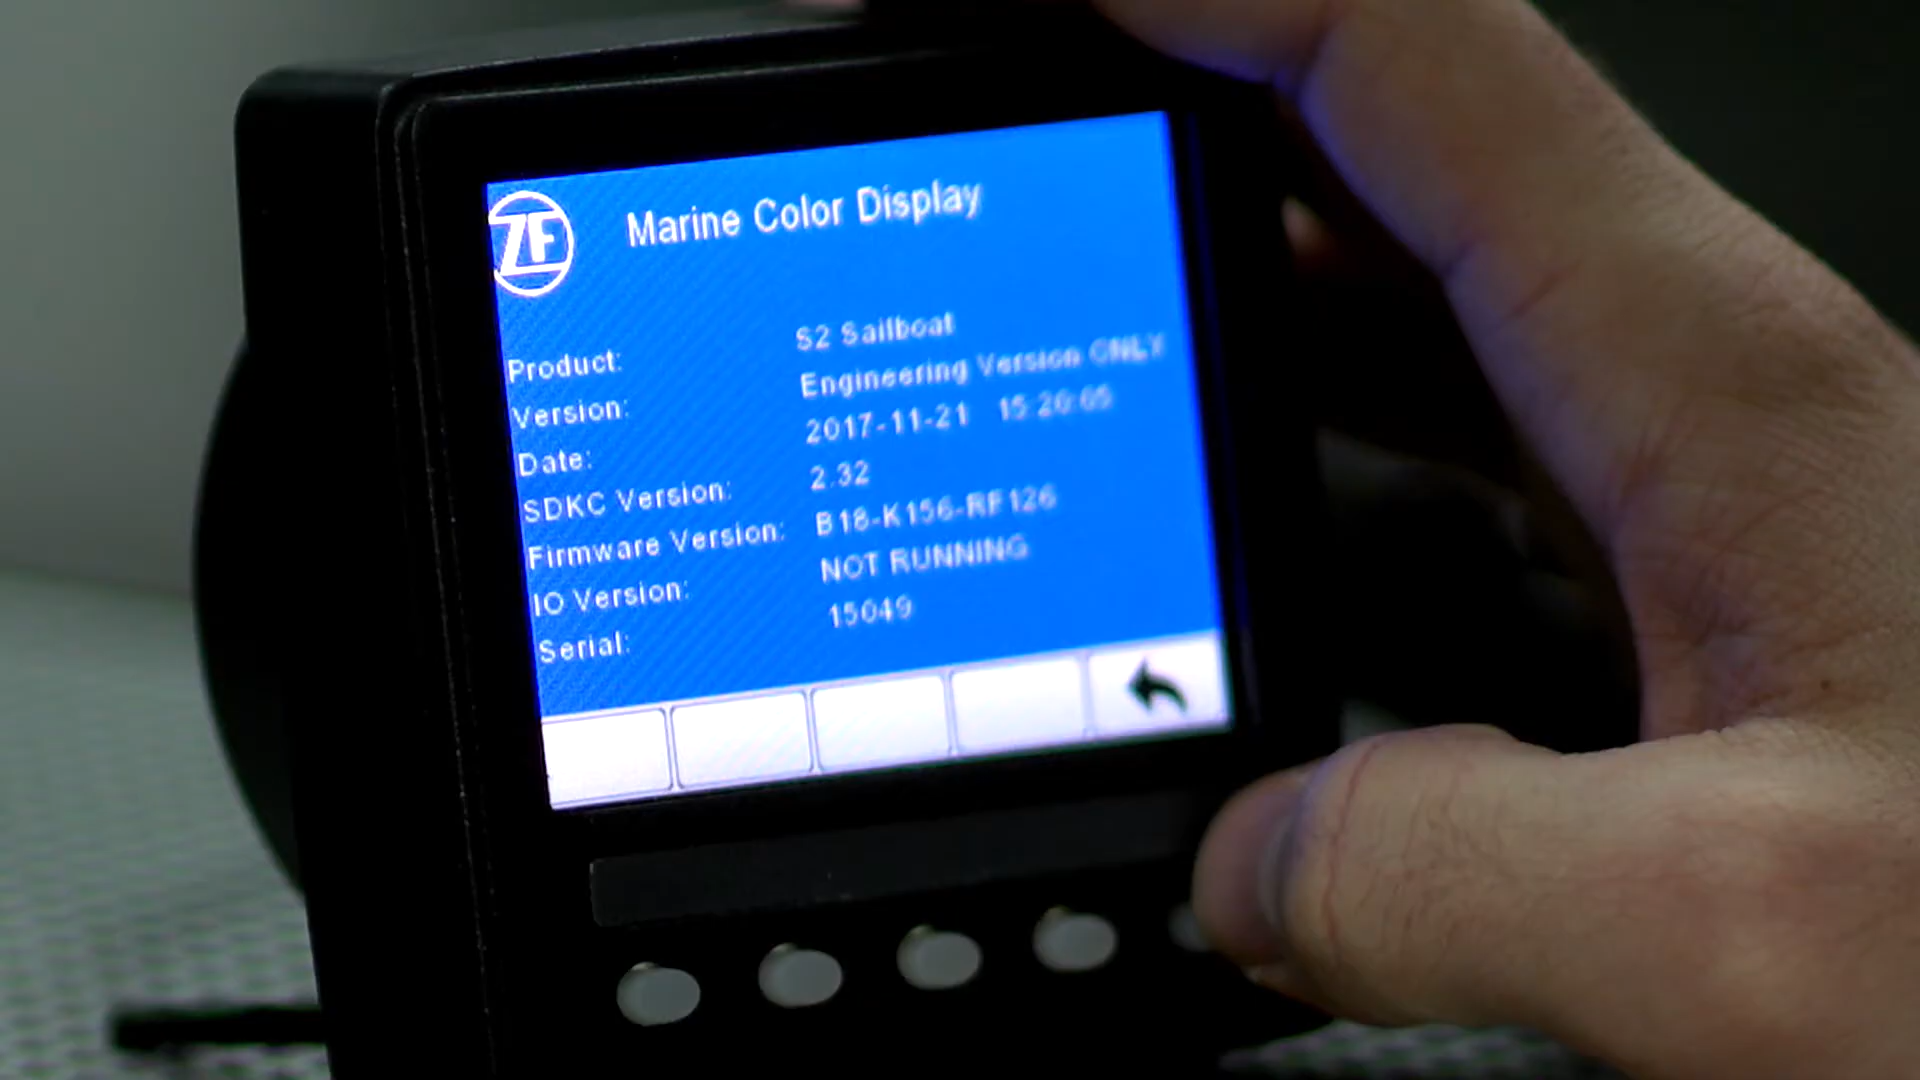 ZF
Marine Color Display
Product: S2 Sailboat
Version: Engineering Version ONLY
Date: 2017-11-21 15:20:05
SDKC Version: 2.32
Firmware Version: B18-K156-RF126
IO Version: NOT RUNNING
Serial: 15049